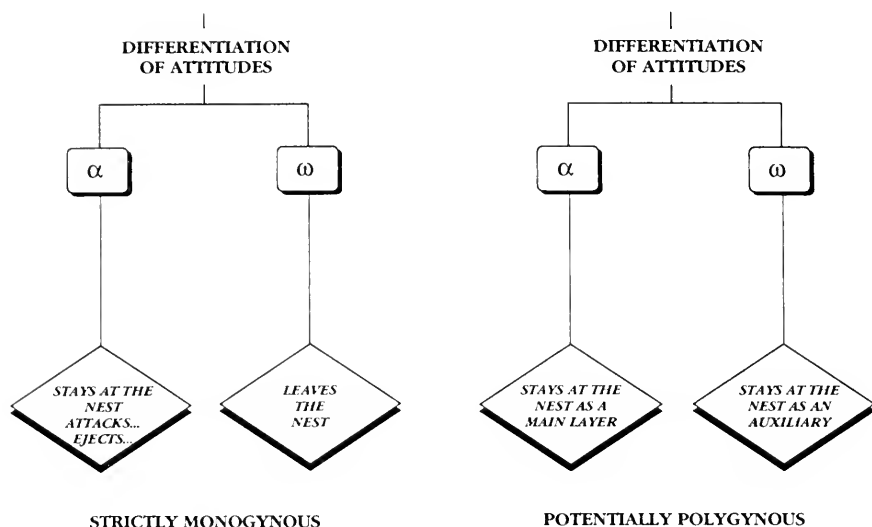 DIFFERENTIATION
OF ATTITUDES
α
ω
STAYS AT THE
NEST
ATTACKS...
EJECTS...
LEAVES
THE
NEST
STRICTLY MONOGYNOUS
DIFFERENTIATION
OF ATTITUDES
α
ω
STAYS AT THE
NEST AS A
MAIN LAYER
STAYS AT THE
NEST AS AN
AUXILIARY
POTENTIALLY POLYGYNOUS